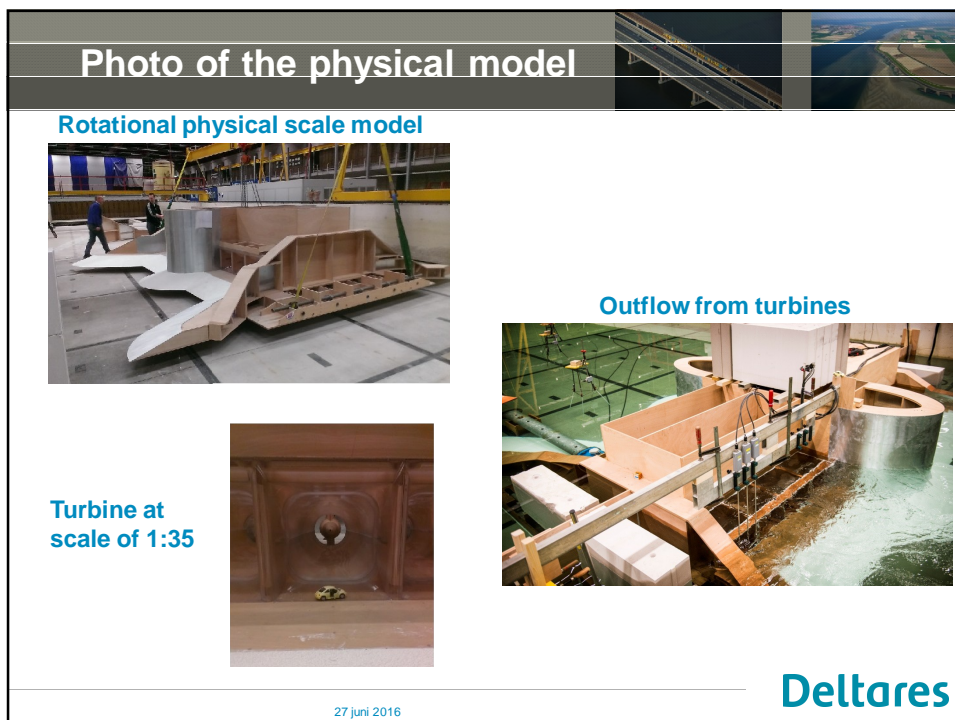 Photo of the physical model
Rotational physical scale model
Outflow from turbines
Turbine at
scale of 1:35
27 juni 2016
Deltares